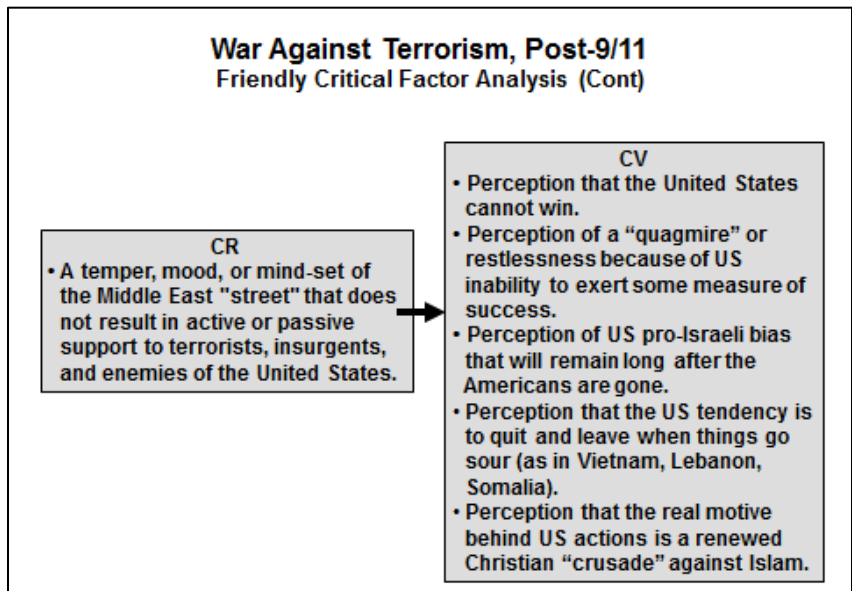 War Against Terrorism, Post-9/11
Friendly Critical Factor Analysis (Cont)
CR
• A temper, mood, or mind-set of
the Middle East "street" that does
not result in active or passive
support to terrorists, insurgents,
and enemies of the United States.
CV
• Perception that the United States
cannot win.
• Perception of a “quagmire” or
restlessness because of US
inability to exert some measure of
success.
• Perception of US pro-Israeli bias
that will remain long after the
Americans are gone.
• Perception that the US tendency is
to quit and leave when things go
sour (as in Vietnam, Lebanon,
Somalia).
• Perception that the real motive
behind US actions is a renewed
Christian “crusade” against Islam.